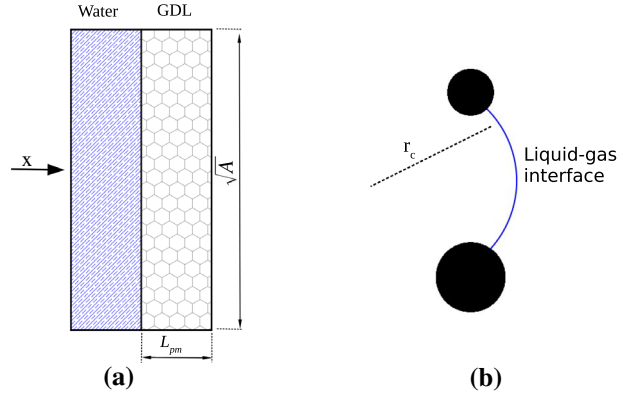 Water GDL
x
√A
L_pm
(a)
r_c
Liquid-gas
interface
(b)